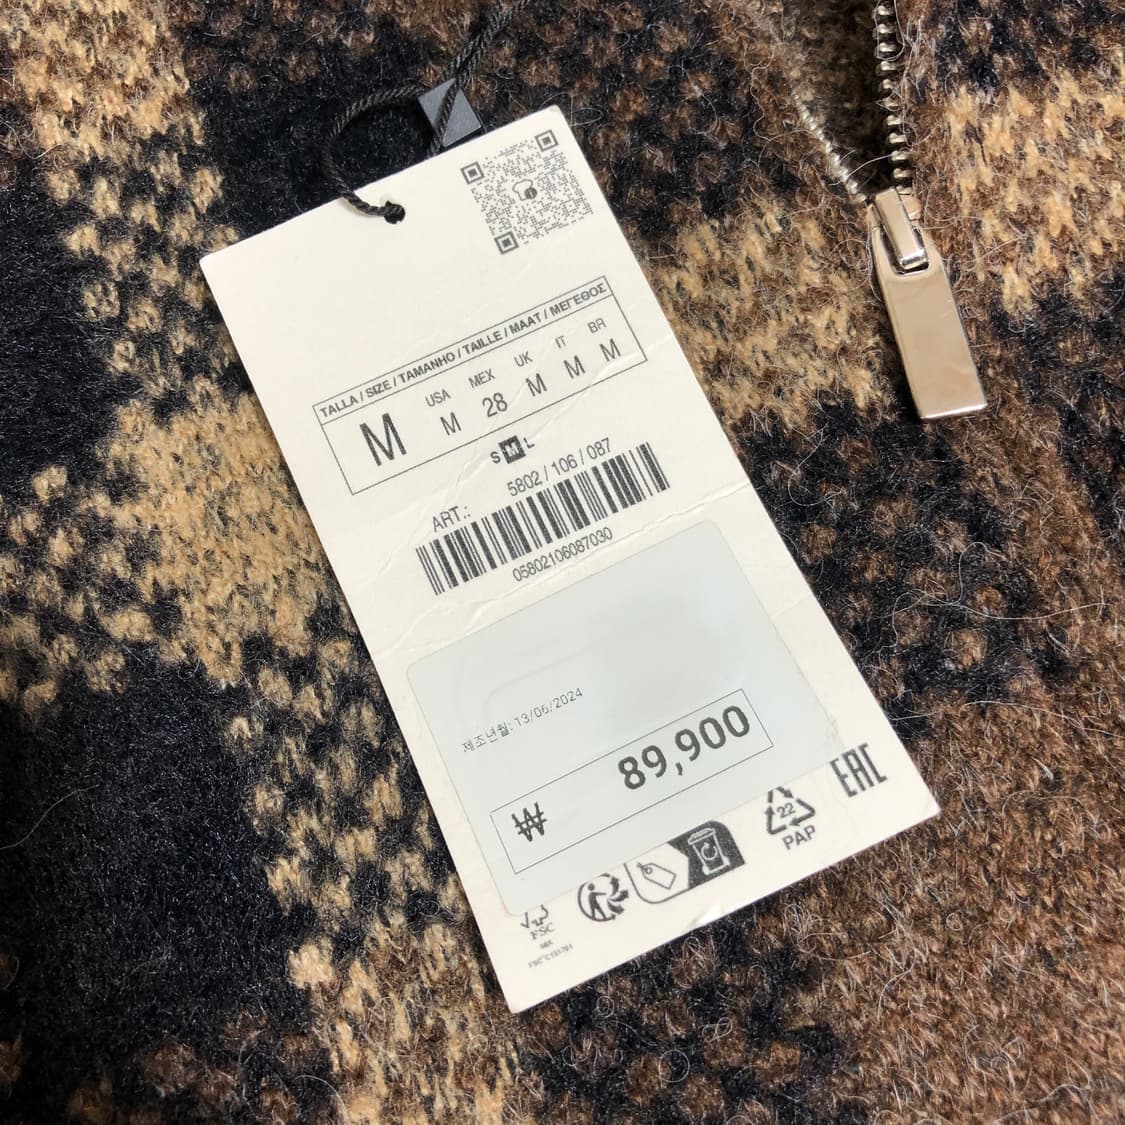 TALLA / SIZE / TAMANHO / TAILLE / MAAT / ΜΕΓΕΘΟΣ
M
USA MEX UK IT BR
M 28 M M M
S M L
ART.: 5802 / 106 / 087
05802106087030
제조년월: 13/06/2024
₩ 89,900
EAC
22
PAP
FSC
MIX